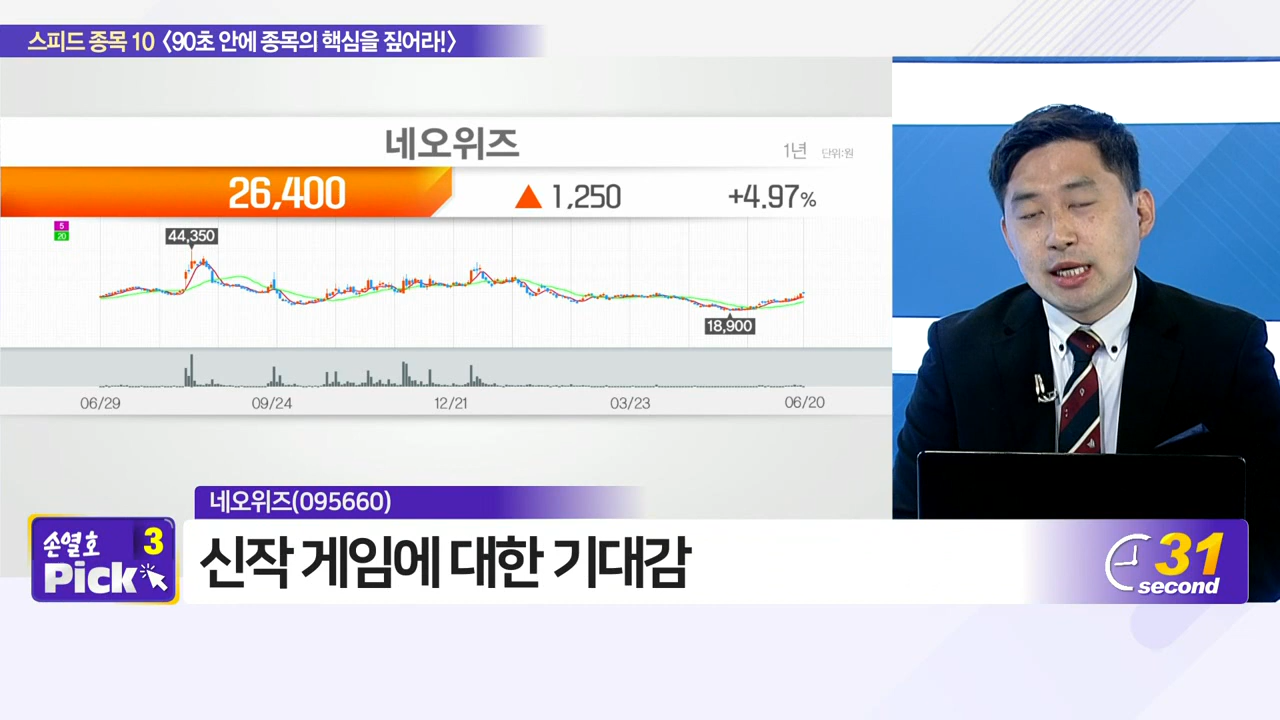 스피드 종목 10 〈90초 안에 종목의 핵심을 짚어라!〉
네오위즈
1년 단위:원
26,400 ▲ 1,250 +4.97%
5
20
44,350
18,900
06/29 09/24 12/21 03/23 06/20
네오위즈(095660)
손열호 3
Pick
신작 게임에 대한 기대감
31
second